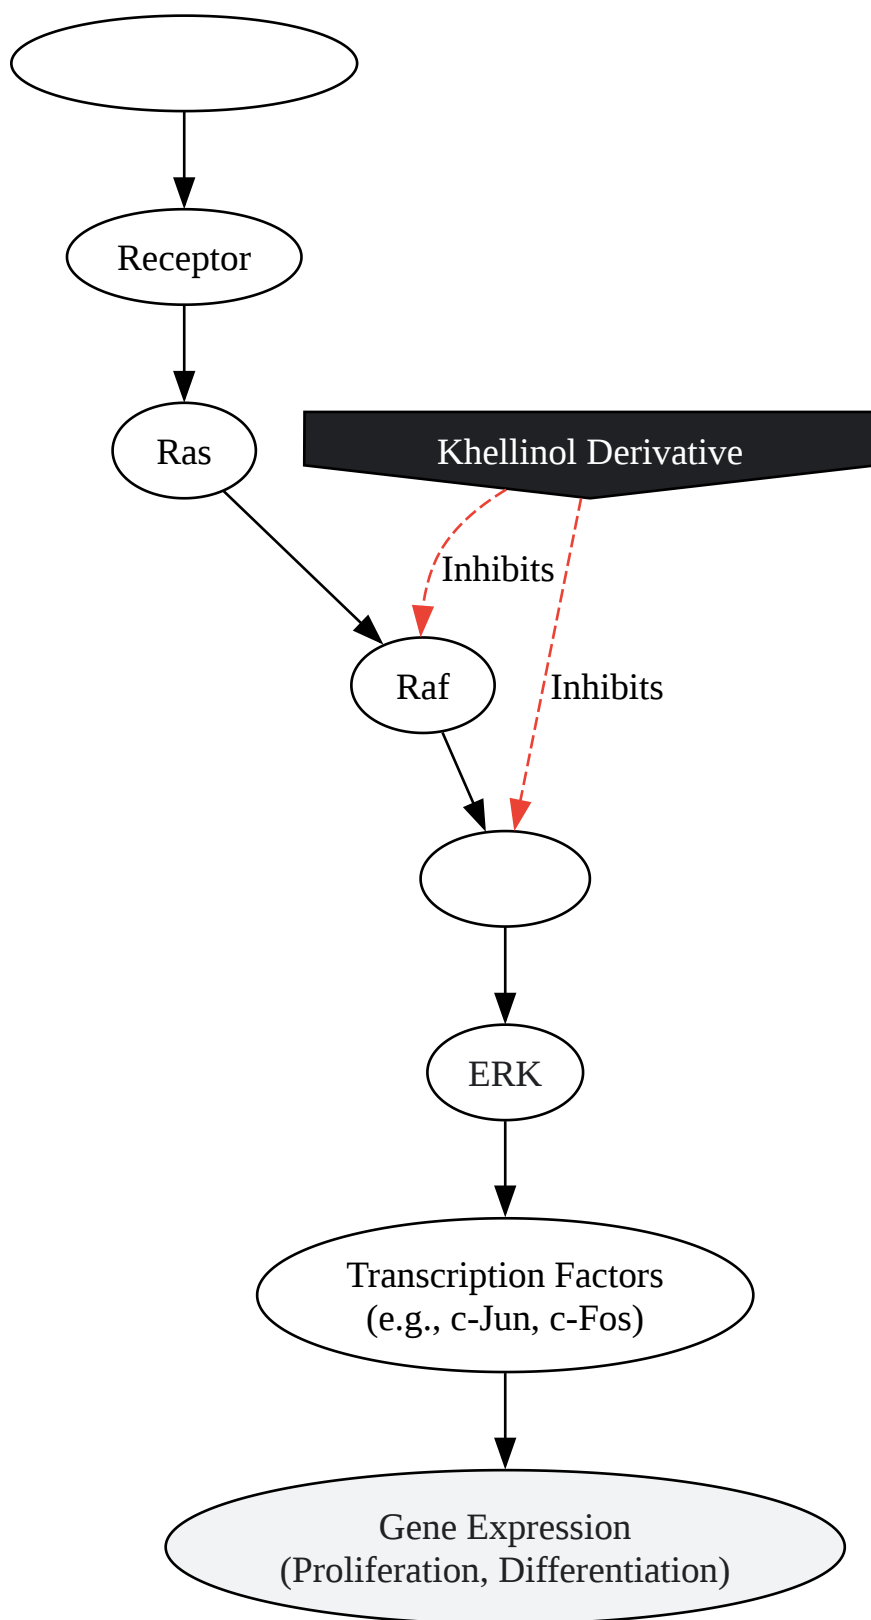 Receptor
Ras
Khellinol Derivative
Inhibits
Raf
Inhibits
ERK
Transcription Factors
(e.g., c-Jun, c-Fos)
Gene Expression
(Proliferation, Differentiation)